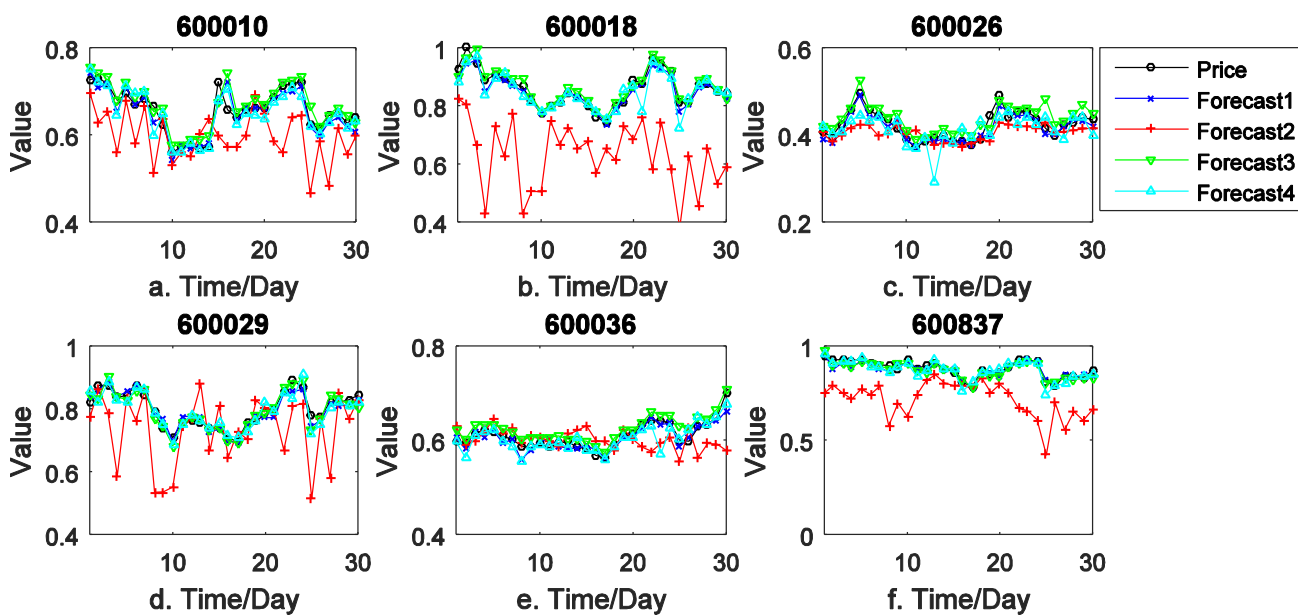 600010
600018
600026
0.8
0.6
0.4
Value
10
20
30
a. Time/Day
1
0.8
0.6
0.4
Value
10
20
30
b. Time/Day
0.6
0.4
0.2
Value
10
20
30
c. Time/Day
Price
Forecast1
Forecast2
Forecast3
Forecast4
600029
600036
600837
1
0.8
0.6
0.4
Value
10
20
30
d. Time/Day
0.8
0.6
0.4
Value
10
20
30
e. Time/Day
1
0.5
0
Value
10
20
30
f. Time/Day